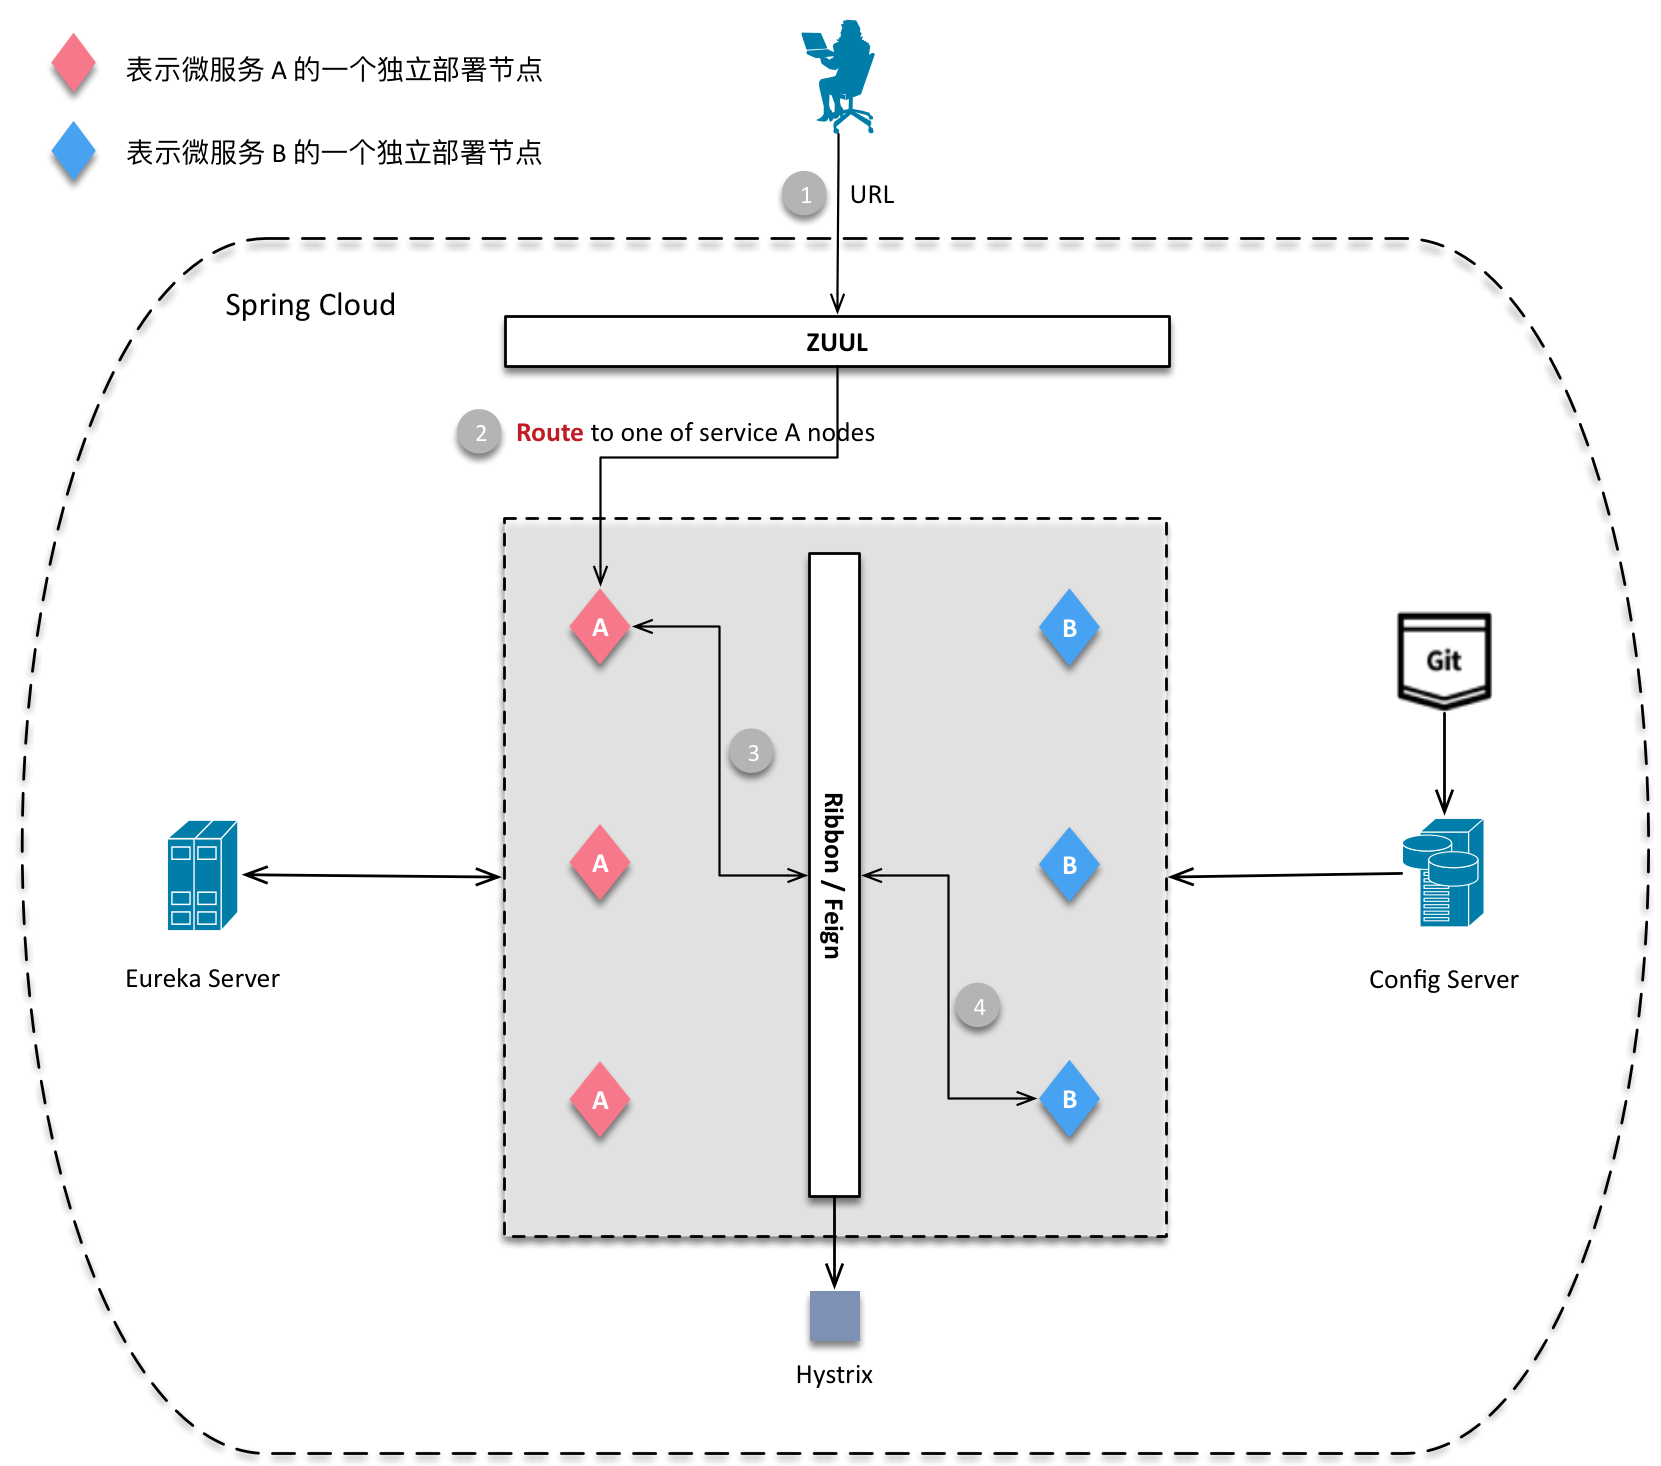 表示微服务 A 的一个独立部署节点
表示微服务 B 的一个独立部署节点
1 URL
Spring Cloud
ZUUL
2 Route to one of service A nodes
A
B
Git
3
Ribbon / Feign
A
B
Eureka Server
Config Server
4
A
B
Hystrix